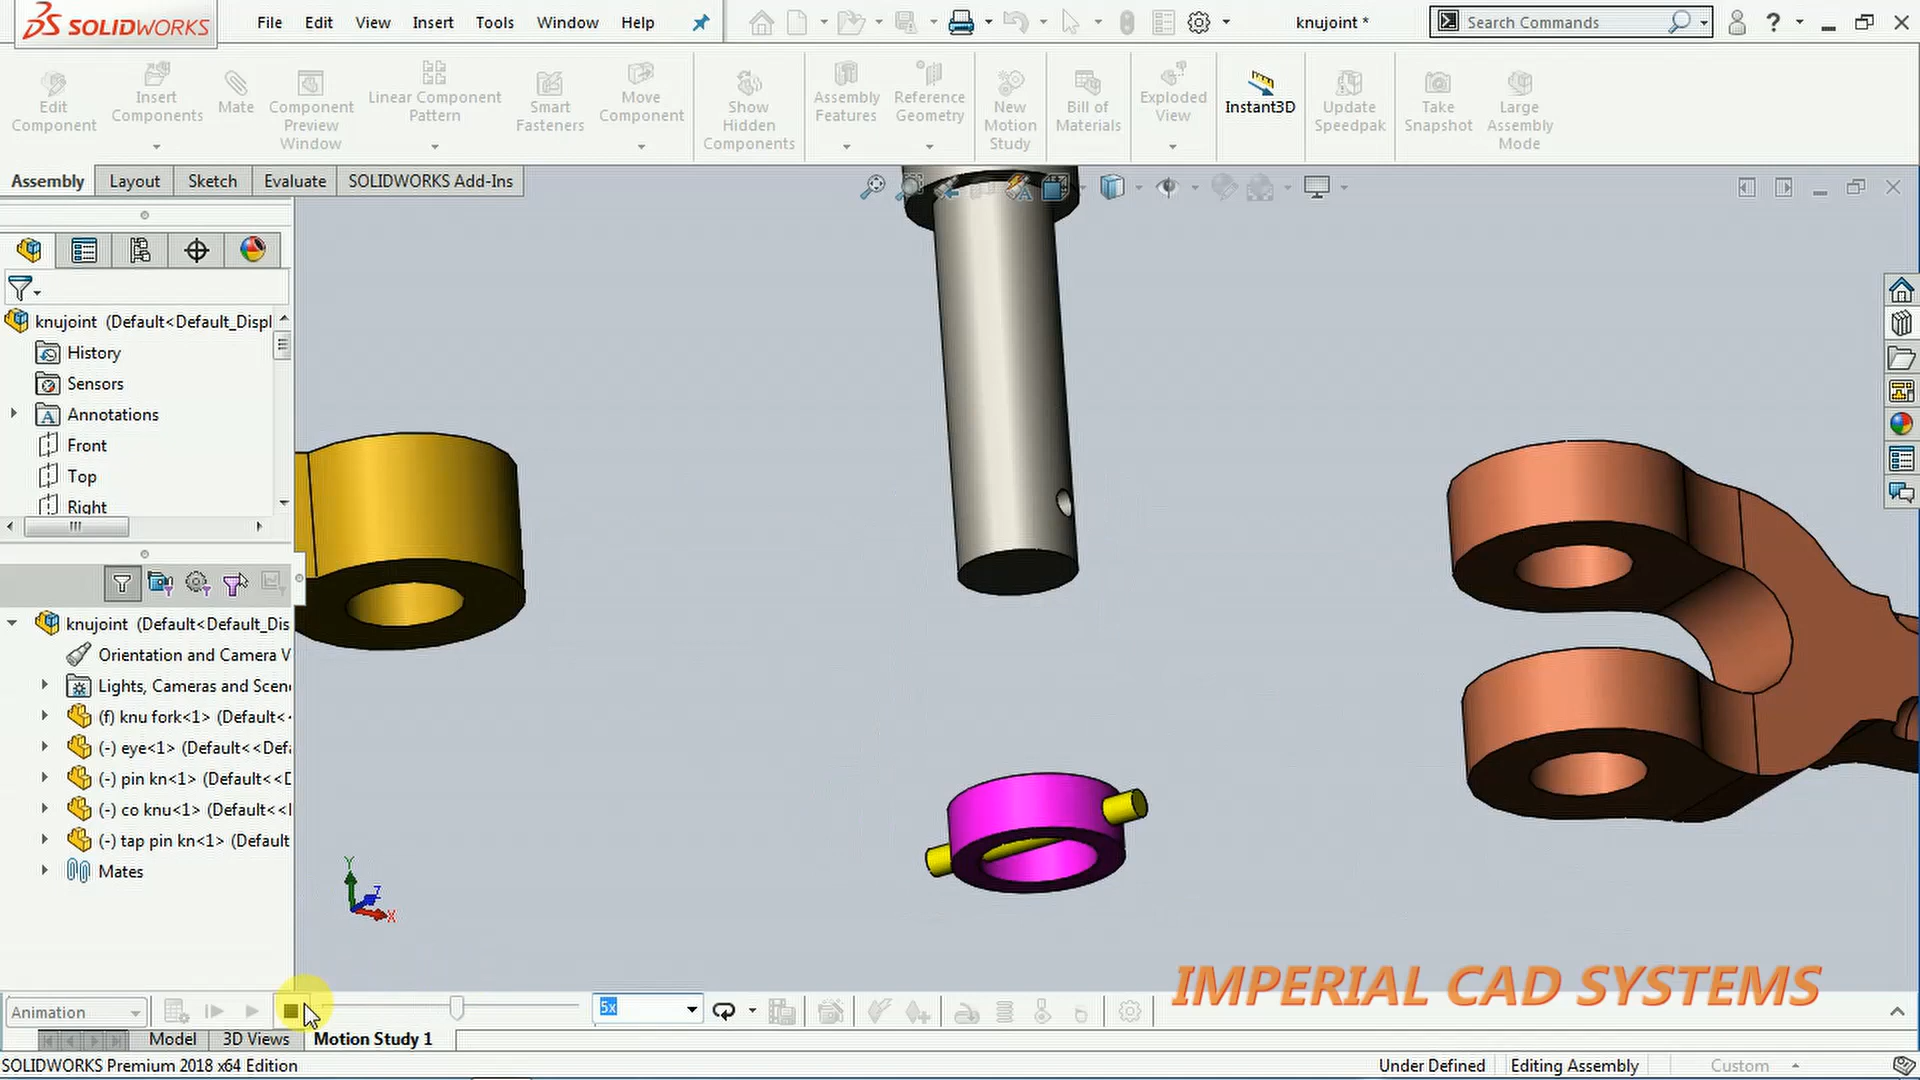 SOLIDWORKS File Edit View Insert Tools Window Help knujoint * Search Commands ?
Edit Component
Insert Components
Mate
Component Preview Window
Linear Component Pattern
Smart Fasteners
Move Component
Show Hidden Components
Assembly Features
Reference Geometry
New Motion Study
Bill of Materials
Exploded View
Instant3D
Update Speedpak
Take Snapshot
Large Assembly Mode
Assembly Layout Sketch Evaluate SOLIDWORKS Add-Ins
knujoint (Default<Default_Displ
History
Sensors
Annotations
Front
Top
Right
knujoint (Default<Default_Dis
Orientation and Camera V
Lights, Cameras and Scen
(f) knu fork<1> (Default<
(-) eye<1> (Default<<Defa
(-) pin kn<1> (Default<<D
(-) co knu<1> (Default<<I
(-) tap pin kn<1> (Default
Mates
Y
Z
X
IMPERIAL CAD SYSTEMS
Animation 5x
Model 3D Views Motion Study 1
SOLIDWORKS Premium 2018 x64 Edition Under Defined Editing Assembly Custom